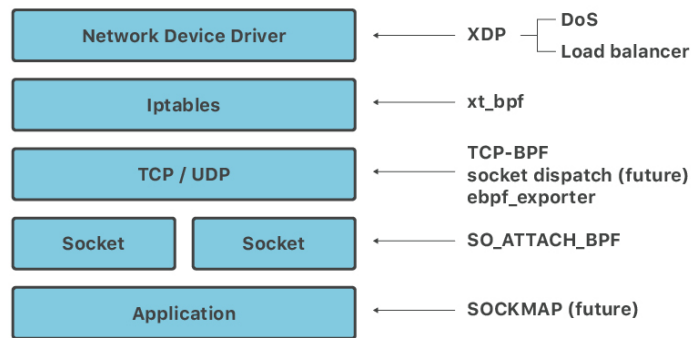 Network Device Driver
XDP
DoS
Load balancer
Iptables
xt_bpf
TCP / UDP
TCP-BPF
socket dispatch (future)
ebpf_exporter
Socket
Socket
SO_ATTACH_BPF
Application
SOCKMAP (future)